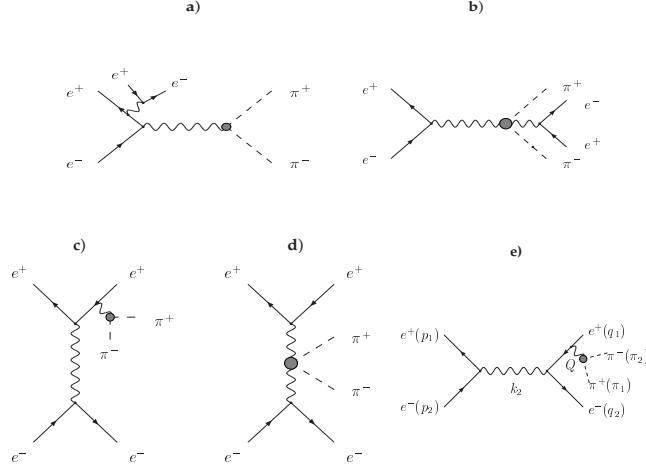 a)
b)
e⁺
e⁺
e⁻
π⁺
e⁻
π⁻
e⁺
e⁻
π⁺
e⁻
e⁺
π⁻
c)
d)
e)
e⁺
e⁺
π⁺
π⁻
e⁻
e⁻
e⁺
e⁺
π⁺
π⁻
e⁻
e⁻
e⁺(p₁)
e⁻(p₂)
k₂
e⁺(q₁)
Q
π⁻(π₂)
π⁺(π₁)
e⁻(q₂)